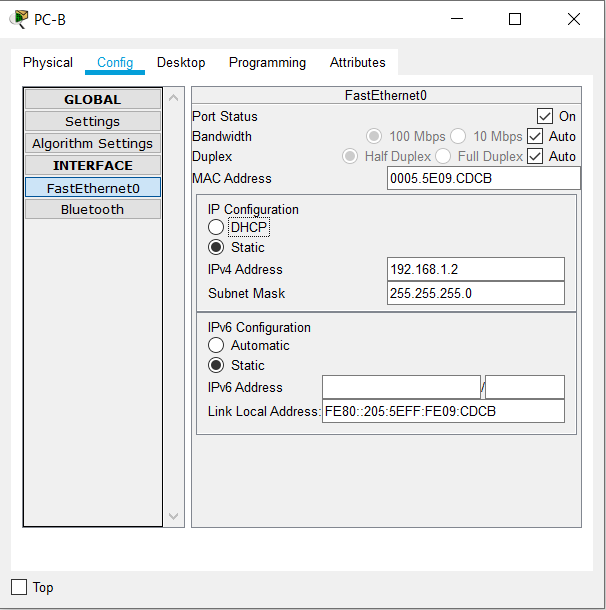 PC-B
Physical Config Desktop Programming Attributes
GLOBAL
Settings
Algorithm Settings
INTERFACE
FastEthernet0
Bluetooth
FastEthernet0
Port Status On
Bandwidth 100 Mbps 10 Mbps Auto
Duplex Half Duplex Full Duplex Auto
MAC Address 0005.5E09.CDCB
IP Configuration
DHCP
Static
IPv4 Address 192.168.1.2
Subnet Mask 255.255.255.0
IPv6 Configuration
Automatic
Static
IPv6 Address /
Link Local Address: FE80::205:5EFF:FE09:CDCB
Top